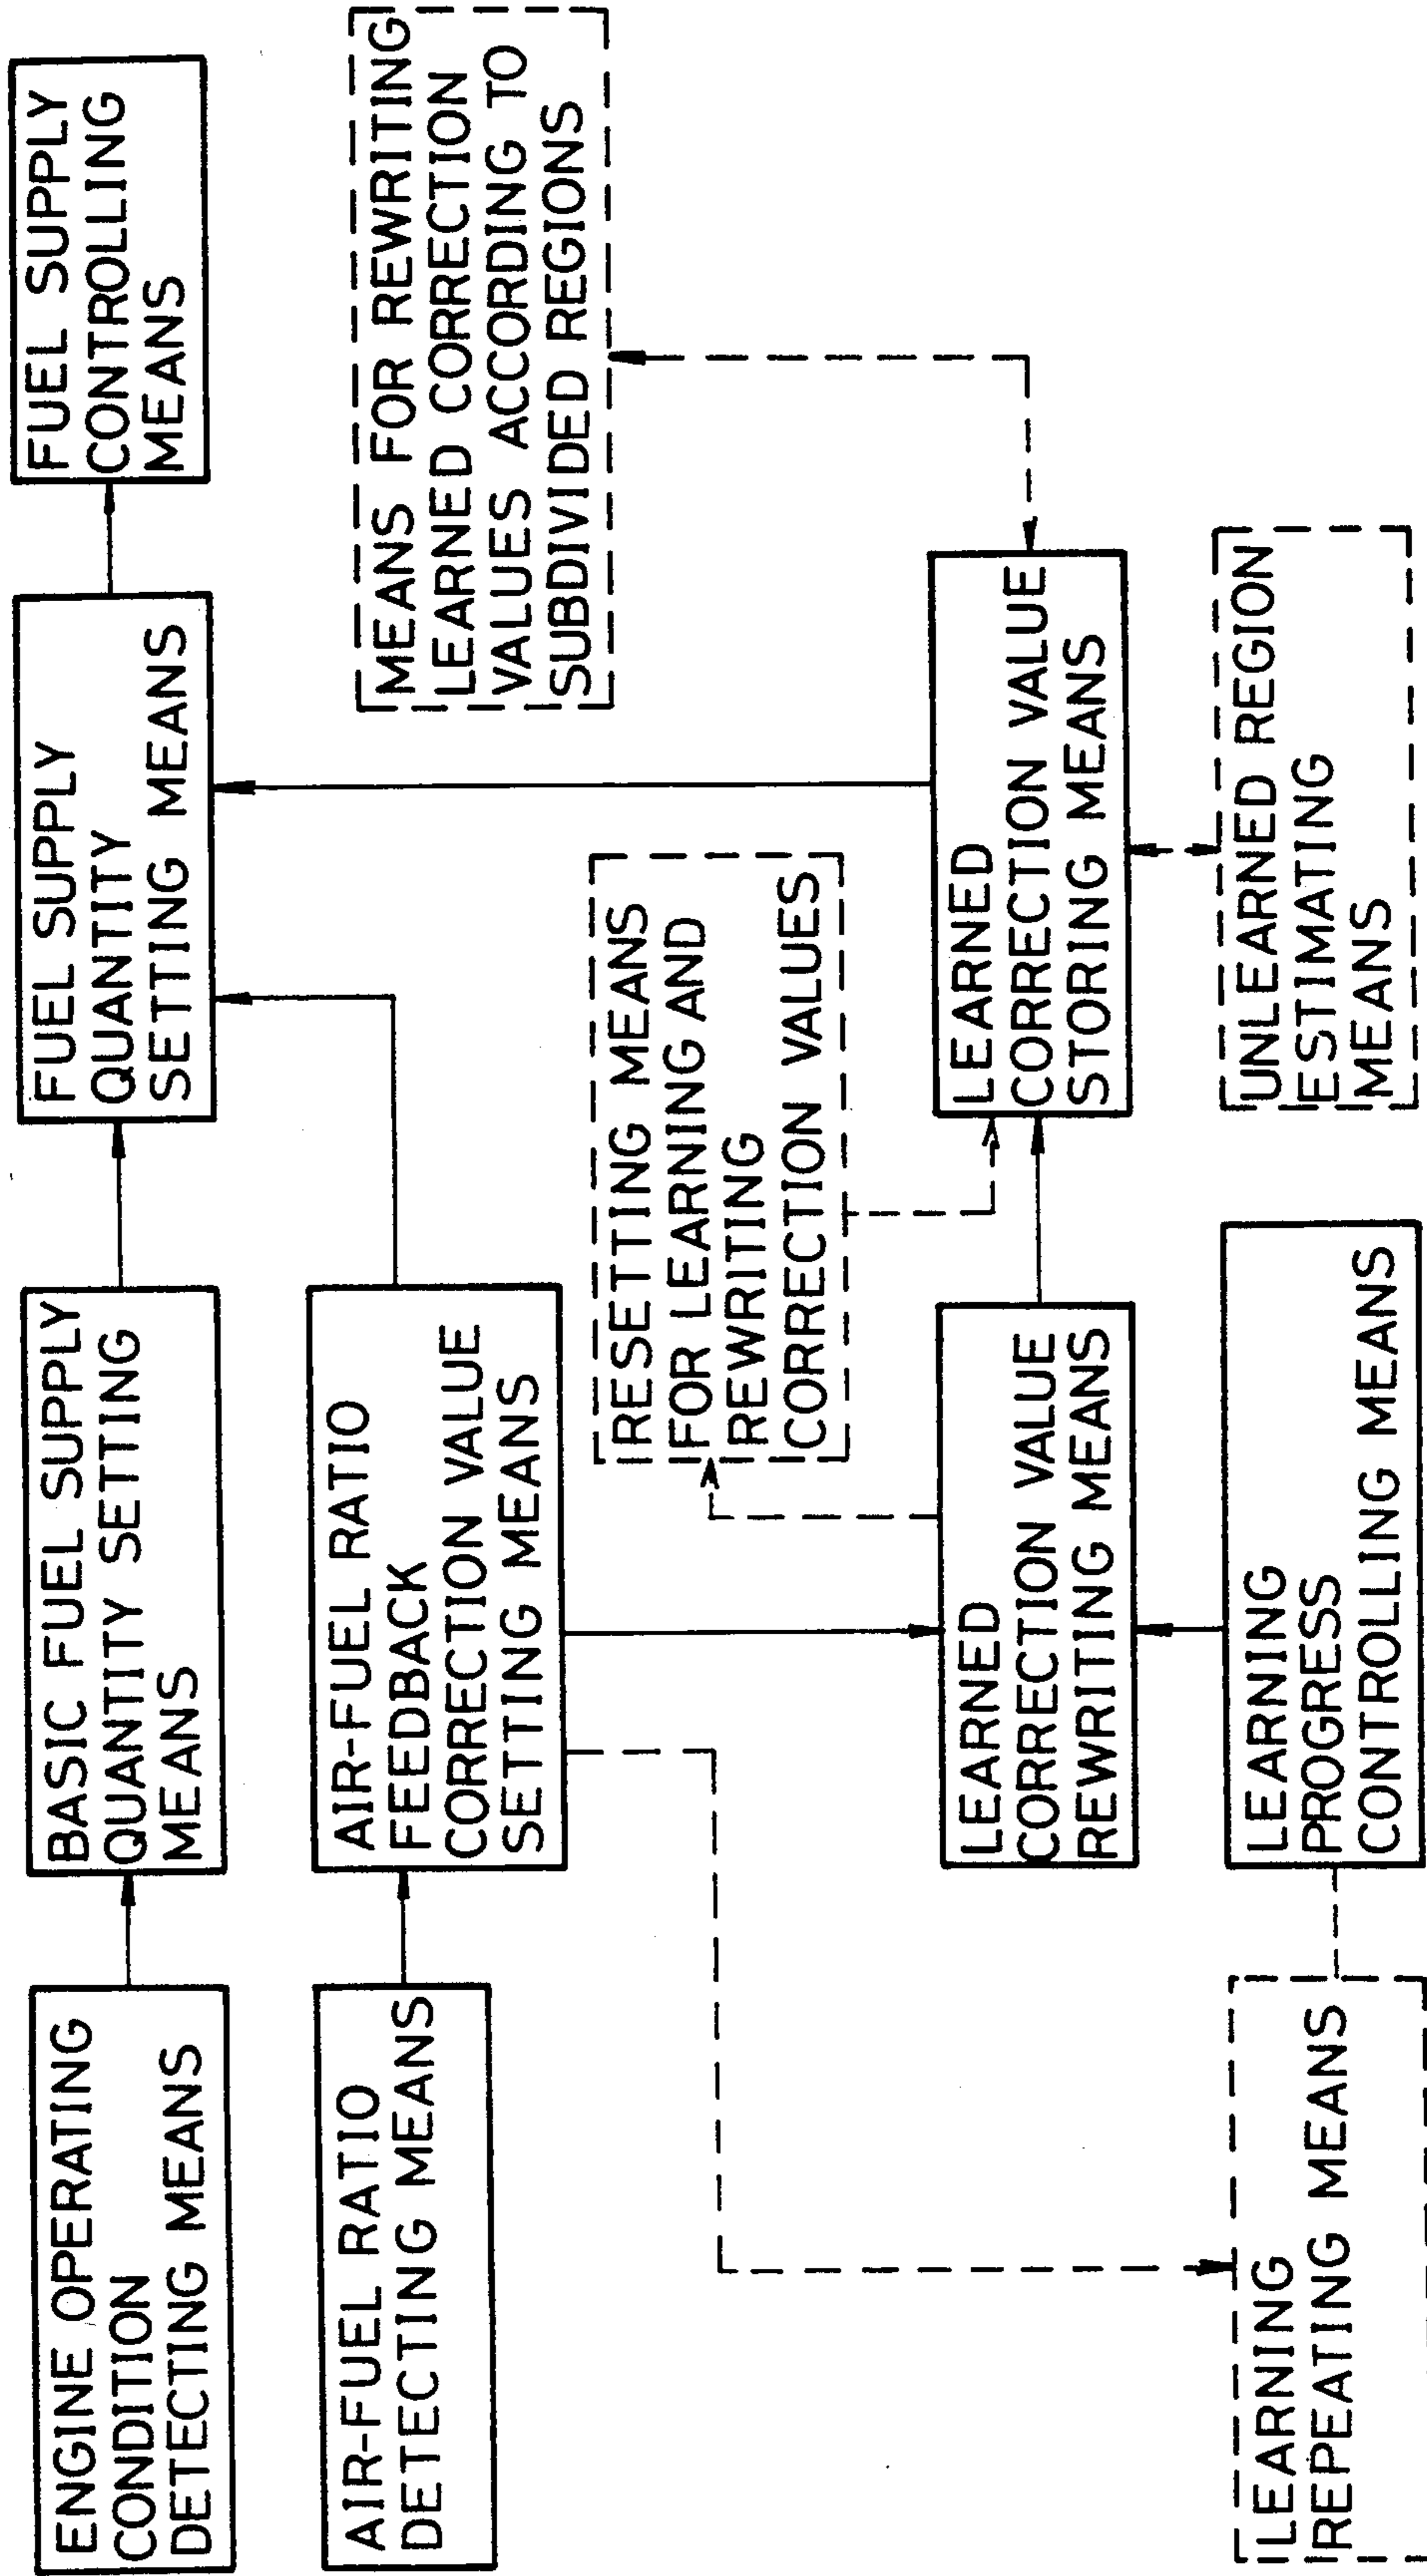 ENGINE OPERATING
CONDITION
DETECTING MEANS
BASIC FUEL SUPPLY
QUANTITY SETTING
MEANS
FUEL SUPPLY
QUANTITY
SETTING MEANS
FUEL SUPPLY
CONTROLLING
MEANS
AIR-FUEL RATIO
DETECTING MEANS
AIR-FUEL RATIO
FEEDBACK
CORRECTION VALUE
SETTING MEANS
MEANS FOR REWRITING
LEARNED CORRECTION
VALUES ACCORDING TO
SUBDIVIDED REGIONS
RESETTING MEANS
FOR LEARNING AND
REWRITING
CORRECTION VALUES
LEARNED
CORRECTION VALUE
REWRITING MEANS
LEARNED
CORRECTION VALUE
STORING MEANS
LEARNING
REPEATING MEANS
LEARNING
PROGRESS
CONTROLLING MEANS
UNLEARNED REGION
ESTIMATING
MEANS